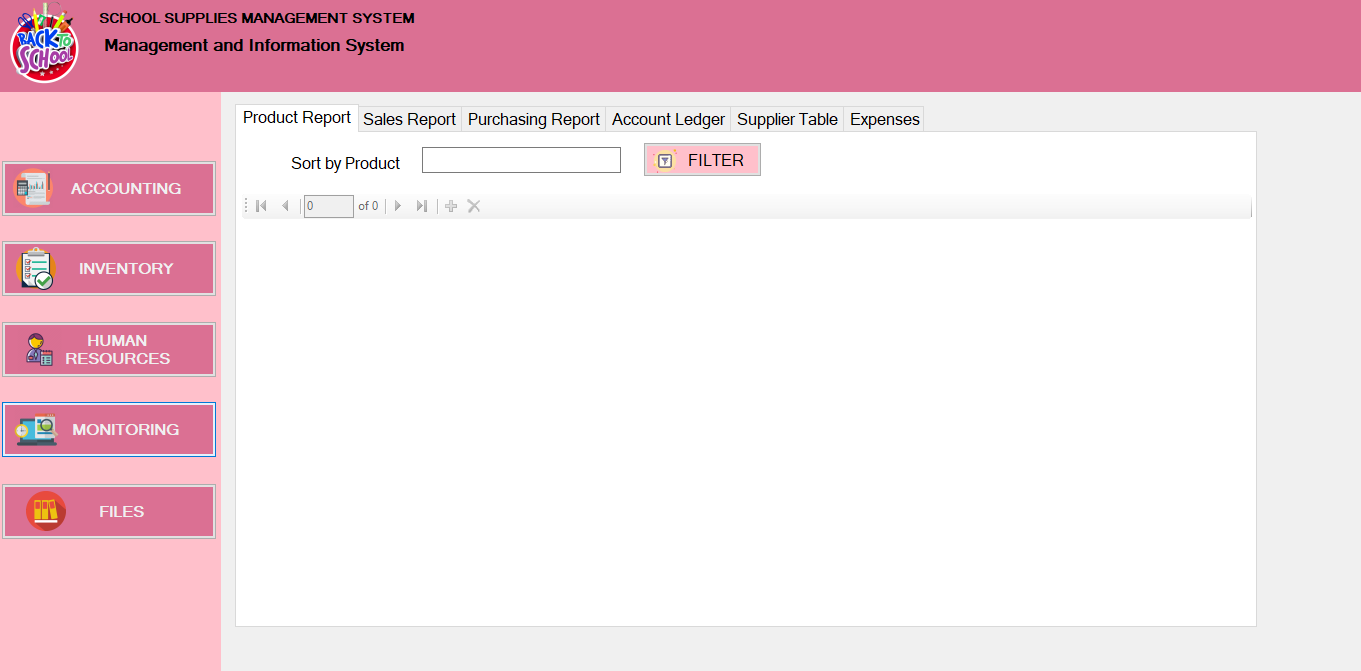 BACK TO
SCHOOL
SCHOOL SUPPLIES MANAGEMENT SYSTEM
Management and Information System
ACCOUNTING
INVENTORY
HUMAN
RESOURCES
MONITORING
FILES
Product Report
Sales Report
Purchasing Report
Account Ledger
Supplier Table
Expenses
Sort by Product
FILTER
0
of 0